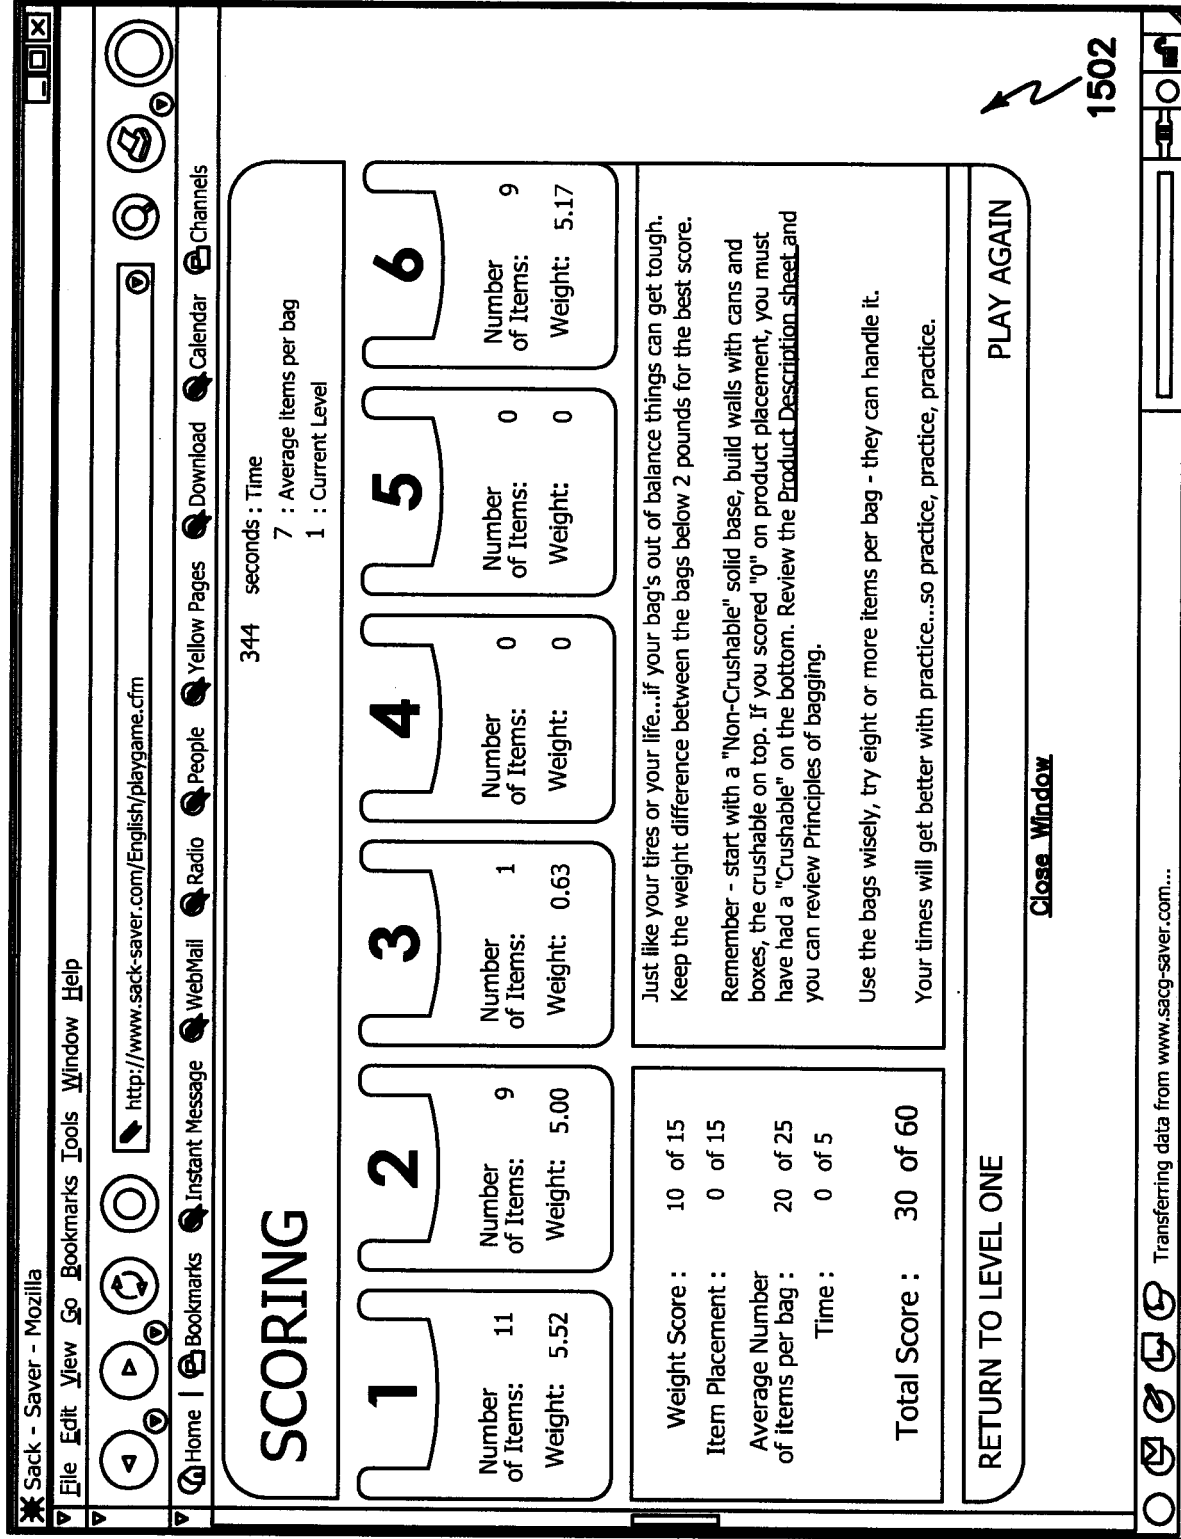 Sack - Saver - Mozilla
File Edit View Go Bookmarks Tools Window Help
http://www.sack-saver.com/English/playgame.cfm
Home | Bookmarks Instant Message WebMail Radio People Yellow Pages Download Calendar Channels
SCORING
344 seconds : Time
7 : Average items per bag
1 : Current Level
1 2 3 4 5 6
Number of Items: 11
Weight: 5.52
Number of Items: 9
Weight: 5.00
Number of Items: 1
Weight: 0.63
Number of Items: 0
Weight: 0
Number of Items: 0
Weight: 0
Number of Items: 9
Weight: 5.17
Weight Score : 10 of 15
Item Placement : 0 of 15
Average Number
of items per bag : 20 of 25
Time : 0 of 5
Total Score : 30 of 60
Just like your tires or your life...if your bag's out of balance things can get tough.
Keep the weight difference between the bags below 2 pounds for the best score.
Remember - start with a "Non-Crushable" solid base, build walls with cans and
boxes, the crushable on top. If you scored "0" on product placement, you must
have had a "Crushable" on the bottom. Review the Product Description sheet and
you can review Principles of bagging.
Use the bags wisely, try eight or more items per bag - they can handle it.
Your times will get better with practice...so practice, practice, practice.
RETURN TO LEVEL ONE PLAY AGAIN
Close Window
1502
Transferring data from www.sacg-saver.com...